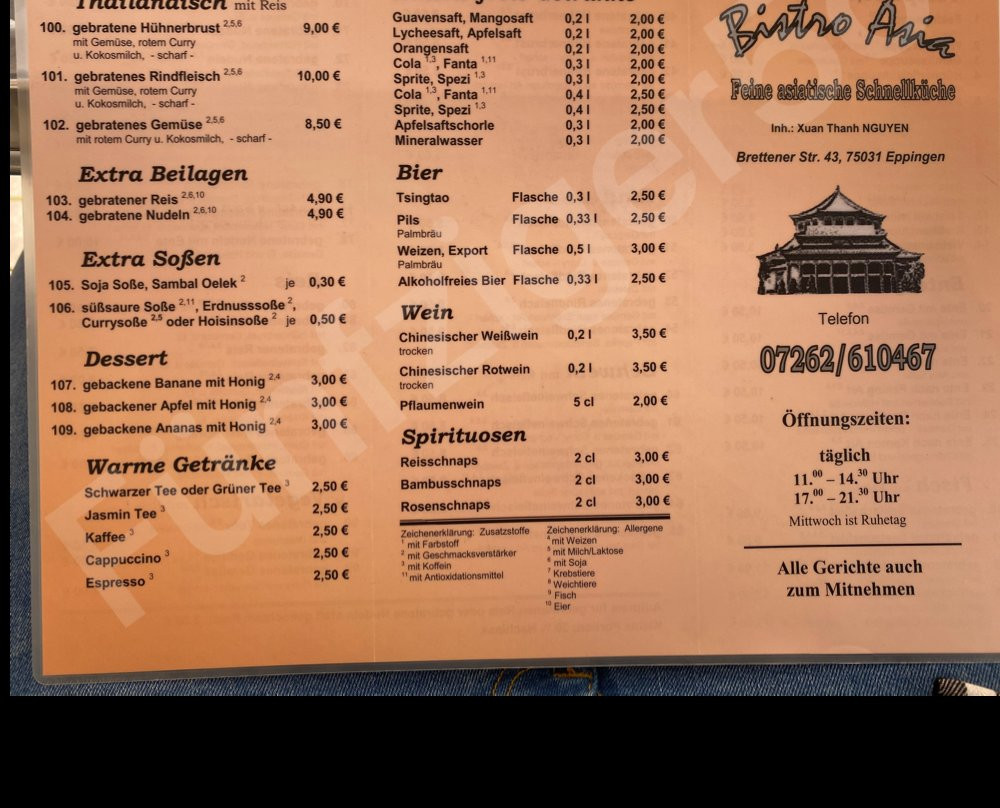 Thailändisch mit Reis
100. gebratene Hühnerbrust 2,5,6 9,00 €
mit Gemüse, rotem Curry
u. Kokosmilch, - scharf -
101. gebratenes Rindfleisch 2,5,6 10,00 €
mit Gemüse, rotem Curry
u. Kokosmilch, - scharf -
102. gebratenes Gemüse 2,5,6 8,50 €
mit rotem Curry u. Kokosmilch, - scharf -
Extra Beilagen
103. gebratener Reis 2,6,10 4,90 €
104. gebratene Nudeln 2,6,10 4,90 €
Extra Soßen
105. Soja Soße, Sambal Oelek 2 je 0,30 €
106. süßsaure Soße 2,11, Erdnusssoße 2,
Currysoße 2,5 oder Hoisinsoße 2 je 0,50 €
Dessert
107. gebackene Banane mit Honig 2,4 3,00 €
108. gebackener Apfel mit Honig 2,4 3,00 €
109. gebackene Ananas mit Honig 2,4 3,00 €
Warme Getränke
Schwarzer Tee oder Grüner Tee 3 2,50 €
Jasmin Tee 3 2,50 €
Kaffee 3 2,50 €
Cappuccino 3 2,50 €
Espresso 3 2,50 €
Guavensaft, Mangosaft 0,2 l 2,00 €
Lycheesaft, Apfelsaft 0,2 l 2,00 €
Orangensaft 0,2 l 2,00 €
Cola 1,3, Fanta 1,11 0,3 l 2,00 €
Sprite, Spezi 1,3 0,3 l 2,00 €
Cola 1,3, Fanta 1,11 0,4 l 2,50 €
Sprite, Spezi 1,3 0,4 l 2,50 €
Apfelsaftschorle 0,3 l 2,00 €
Mineralwasser 0,3 l 2,00 €
Bier
Tsingtao Flasche 0,3 l 2,50 €
Pils Flasche 0,33 l 2,50 €
Palmbräu
Weizen, Export Flasche 0,5 l 3,00 €
Palmbräu
Alkoholfreies Bier Flasche 0,33 l 2,50 €
Wein
Chinesischer Weißwein 0,2 l 3,50 €
trocken
Chinesischer Rotwein 0,2 l 3,50 €
trocken
Pflaumenwein 5 cl 2,00 €
Spirituosen
Reisschnaps 2 cl 3,00 €
Bambusschnaps 2 cl 3,00 €
Rosenschnaps 2 cl 3,00 €
Zeichenerklärung: Zusatzstoffe
1 mit Farbstoff
2 mit Geschmacksverstärker
3 mit Koffein
11 mit Antioxidationsmittel
Zeichenerklärung: Allergene
4 mit Weizen
5 mit Milch/Laktose
6 mit Soja
7 Krebstiere
8 Weichtiere
9 Fisch
10 Eier
Bistro Asia
Feine asiatische Schnellküche
Inh.: Xuan Thanh NGUYEN
Brettener Str. 43, 75031 Eppingen
Telefon
07262/610467
Öffnungszeiten:
täglich
11.00 – 14.30 Uhr
17.00 – 21.30 Uhr
Mittwoch ist Ruhetag
Alle Gerichte auch
zum Mitnehmen